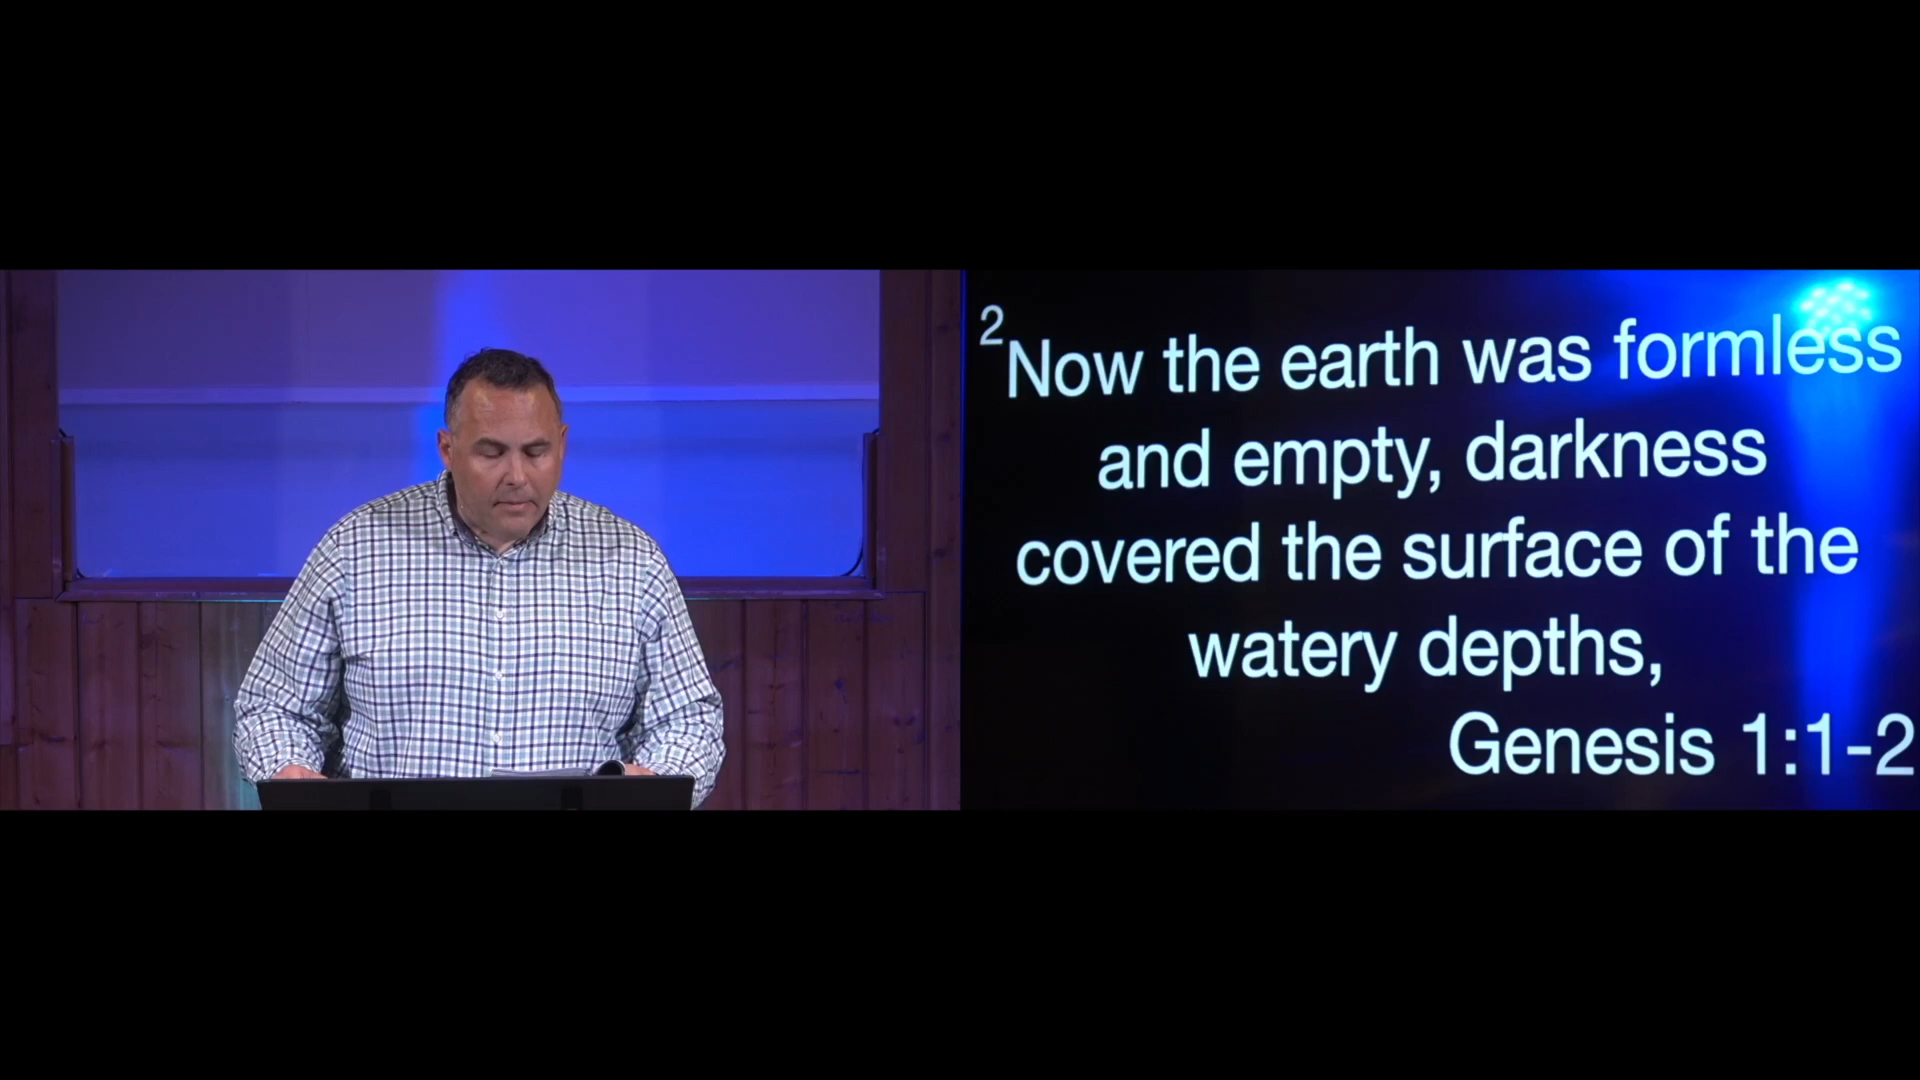 2
Now the earth was formless
and empty, darkness
covered the surface of the
watery depths,
Genesis 1:1-2